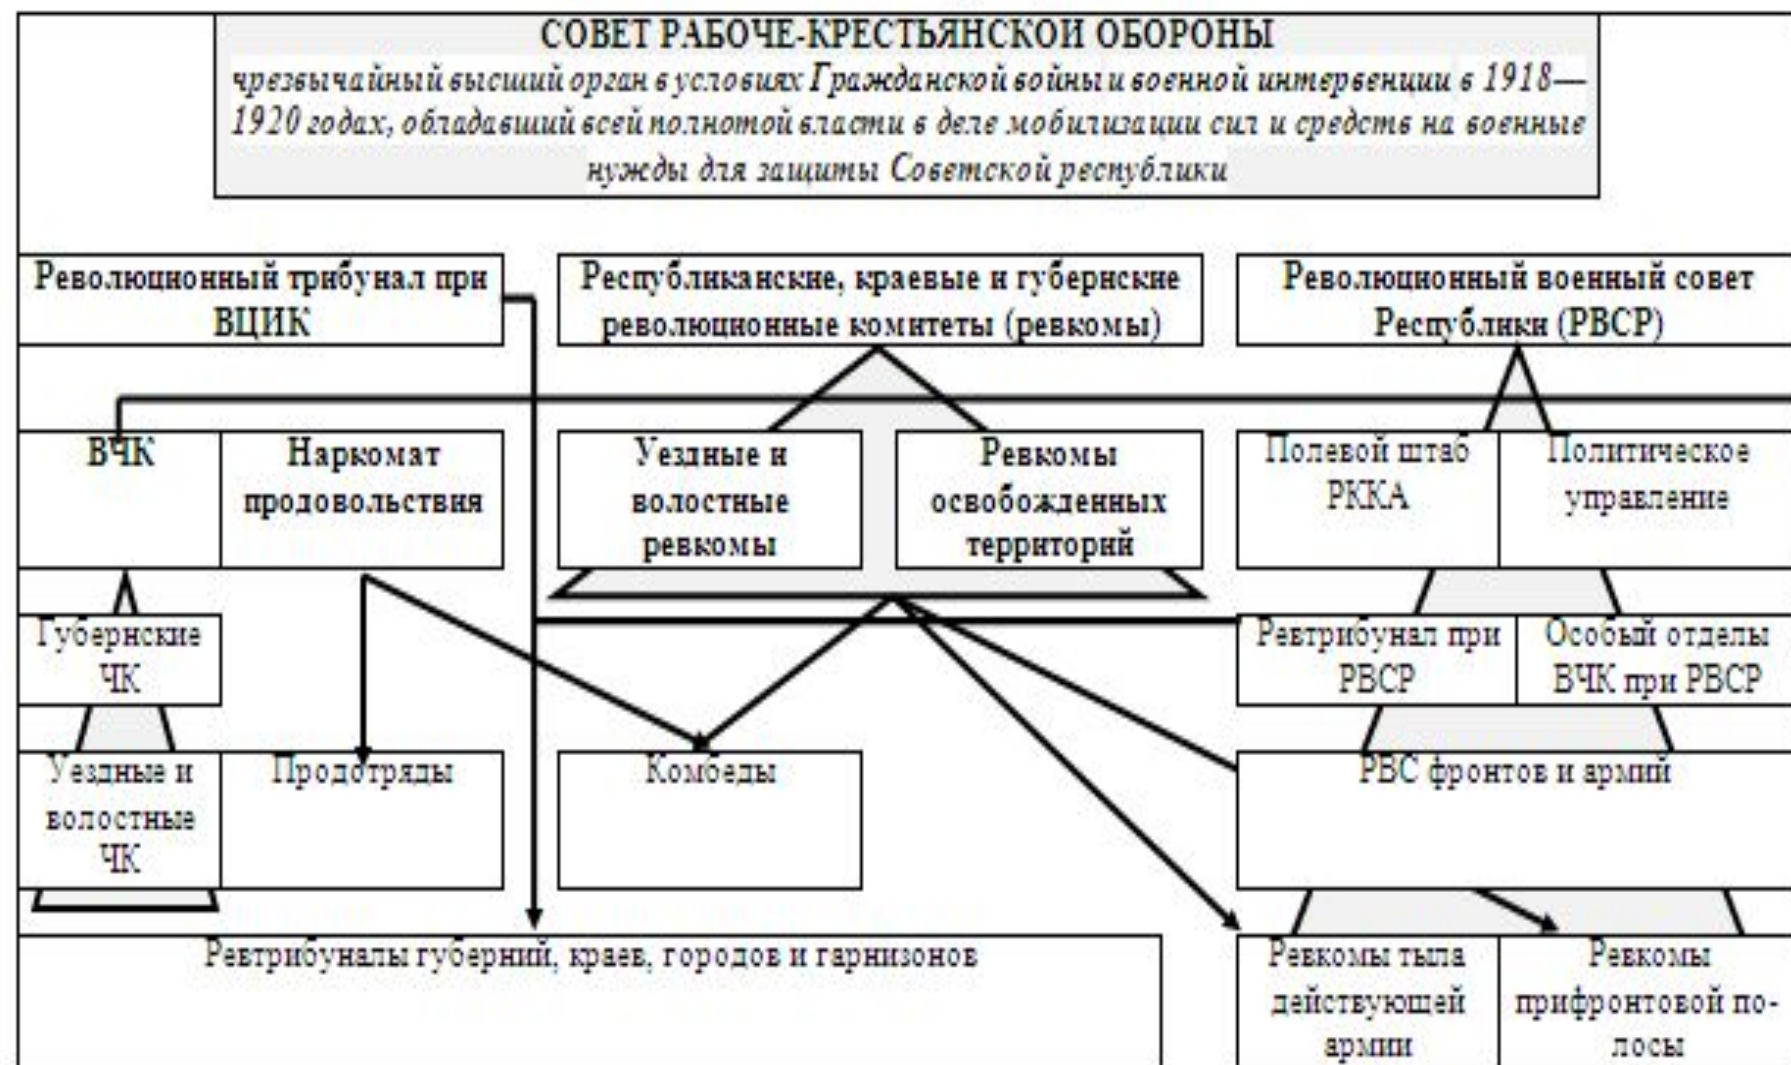 СОВЕТ РАБОЧЕ-КРЕСТЬЯНСКОЙ ОБОРОНЫ
чрезвычайный высший орган в условиях Гражданской войны и военной интервенции в 1918—
1920 годах, обладавший всей полнотой власти в деле мобилизации сил и средств на военные
нужды для защиты Советской республики
Революционный трибунал при
ВЦИК
Республиканские, краевые и губернские
революционные комитеты (ревкомы)
Революционный военный совет
Республики (РВСР)
ВЧК
Наркомат
продовольствия
Уездные и
волостные
ревкомы
Ревкомы
освобожденных
территорий
Полевой штаб
РККА
Политическое
управление
Губернские
ЧК
Ревтрибунал при
РВСР
Особый отделы
ВЧК при РВСР
Уездные и
волостные
ЧК
Продотряды
Комбеды
РВС фронтов и армий
Ревтрибуналы губерний, краев, городов и гарнизонов
Ревкомы тыла
действующей
армии
Ревкомы
прифронтовой по-
лосы